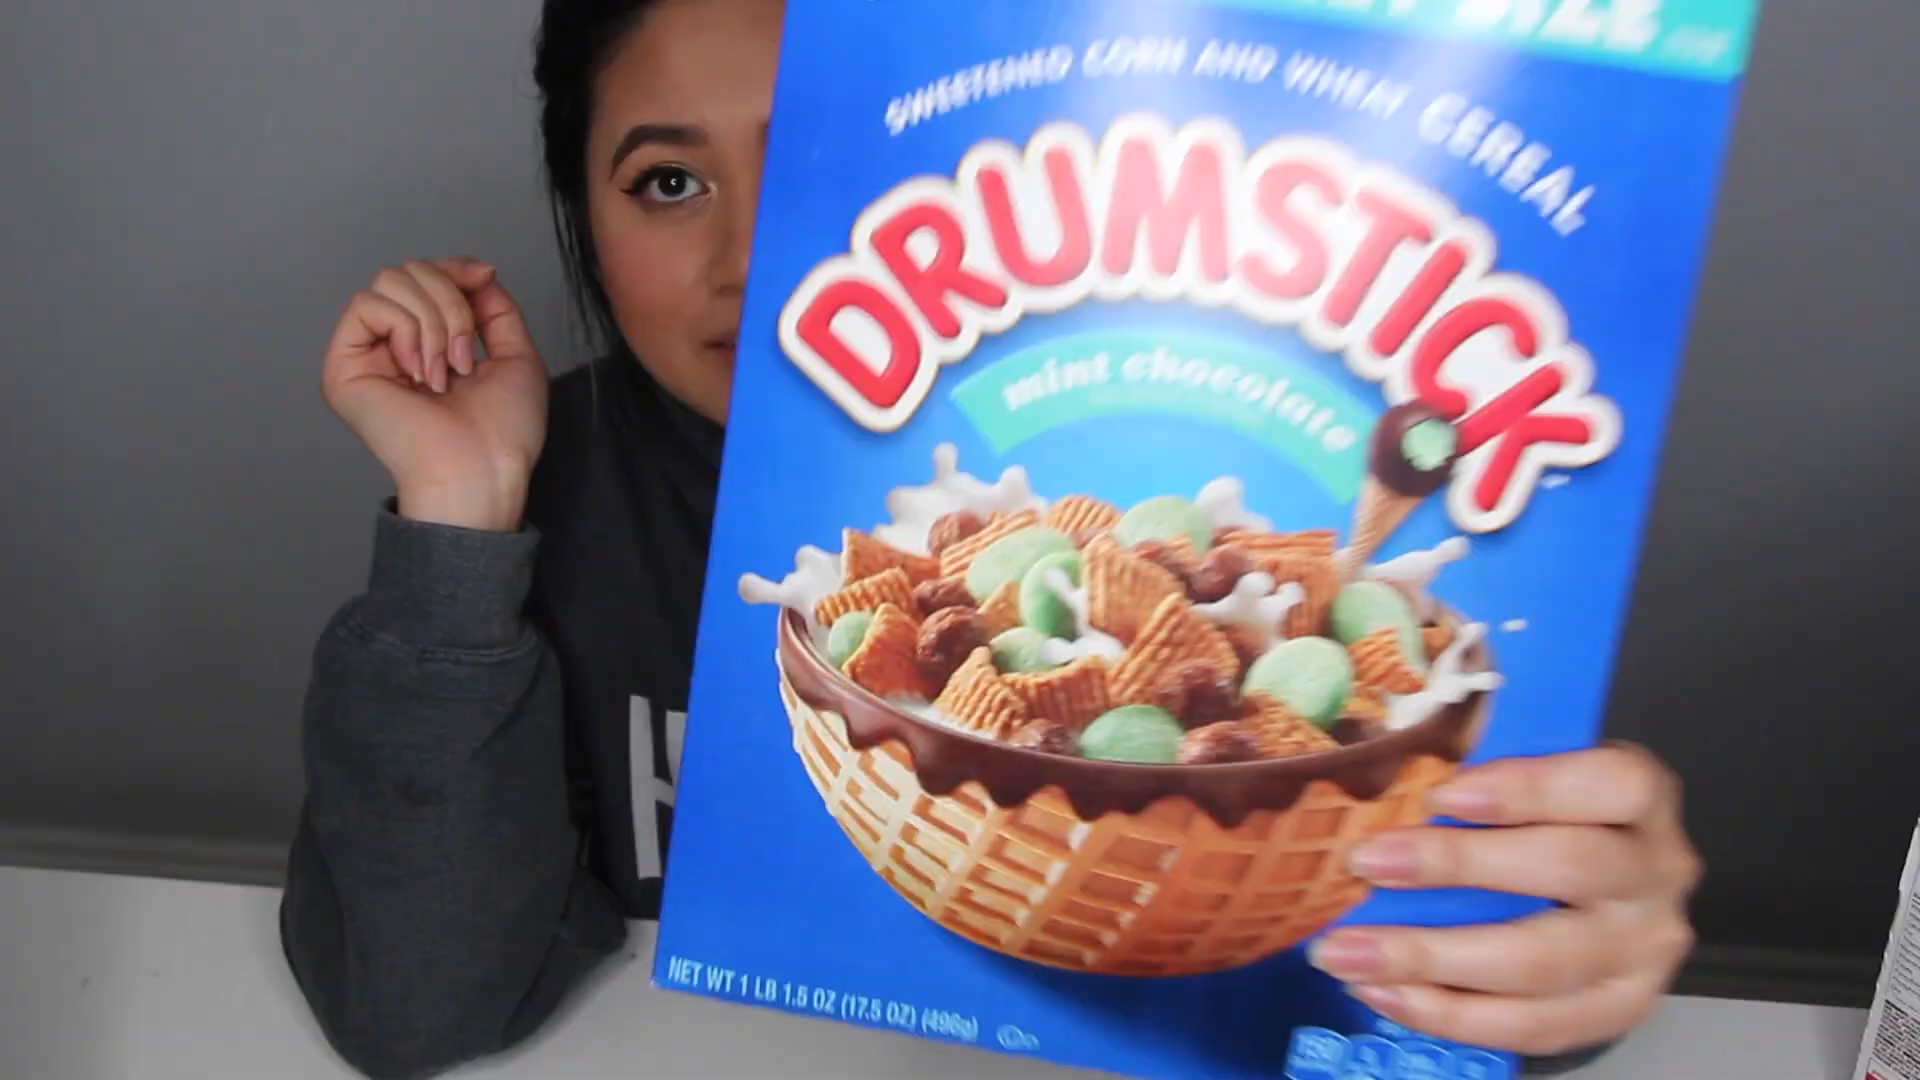 SIZE
SWEETENED CORN AND WHEAT CEREAL
DRUMSTICK
mint chocolate
H
NET WT 1 LB 1.5 OZ (17.5 OZ) (496g)